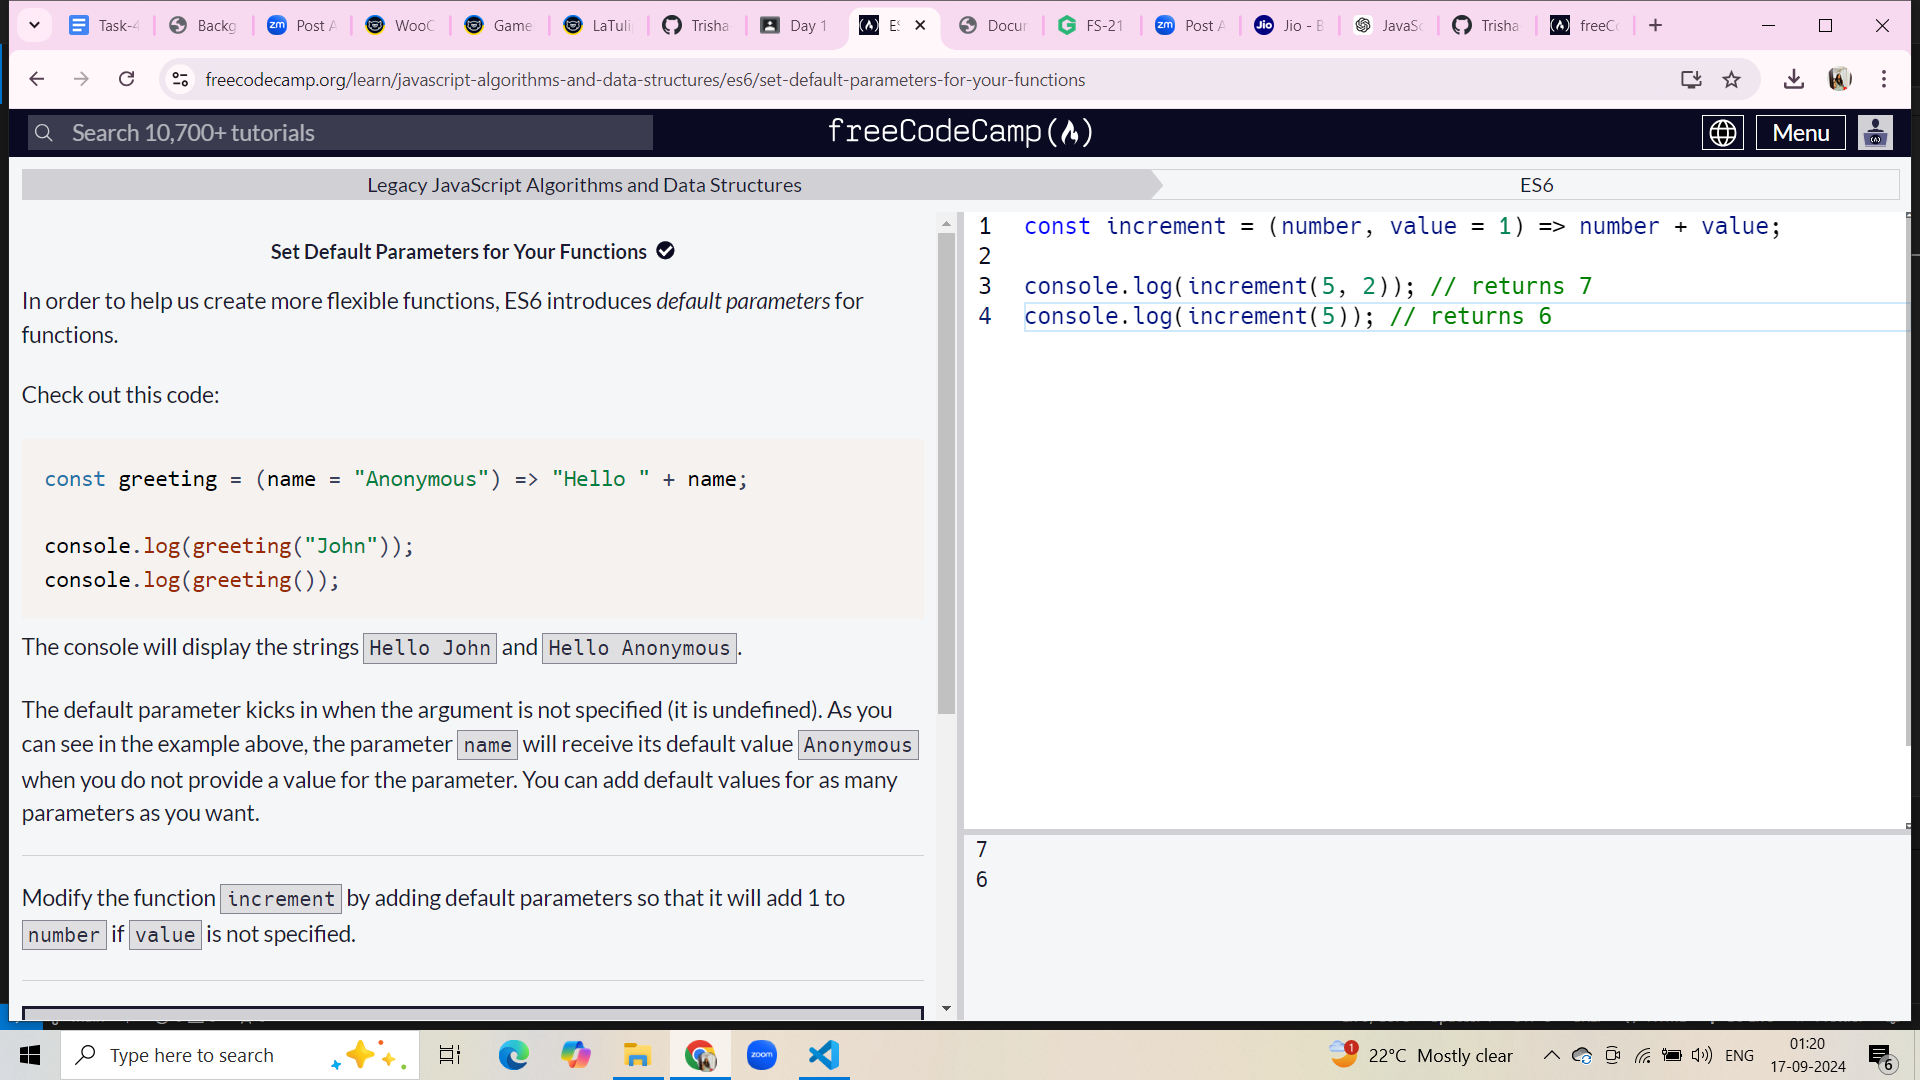 Task-4
Backg
Post A
WooC
Game
LaTuli
Trisha
Day 1
ES
Docur
FS-21
Post A
Jio - B
JavaSc
Trisha
freeCo
freecodecamp.org/learn/javascript-algorithms-and-data-structures/es6/set-default-parameters-for-your-functions
Search 10,700+ tutorials
freeCodeCamp
Menu
Legacy JavaScript Algorithms and Data Structures
ES6
Set Default Parameters for Your Functions
In order to help us create more flexible functions, ES6 introduces default parameters for
functions.
Check out this code:
const greeting = (name = "Anonymous") => "Hello " + name;
console.log(greeting("John"));
console.log(greeting());
The console will display the strings Hello John and Hello Anonymous.
The default parameter kicks in when the argument is not specified (it is undefined). As you
can see in the example above, the parameter name will receive its default value Anonymous
when you do not provide a value for the parameter. You can add default values for as many
parameters as you want.
Modify the function increment by adding default parameters so that it will add 1 to
number if value is not specified.
1 const increment = (number, value = 1) => number + value;
2
3 console.log(increment(5, 2)); // returns 7
4 console.log(increment(5)); // returns 6
7
6
Type here to search
zoom
1
22°C Mostly clear
ENG
01:20
17-09-2024
6